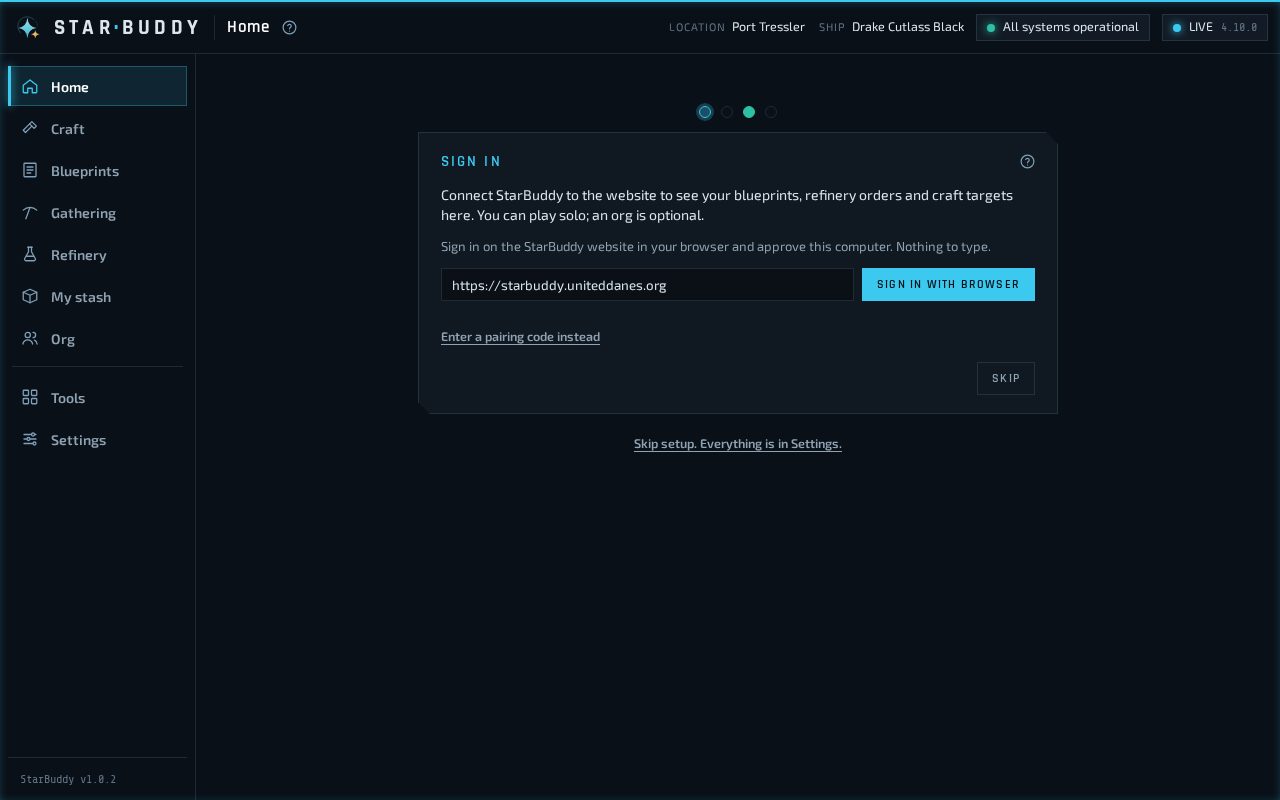 STAR·BUDDY
Home
LOCATION Port Tressler SHIP Drake Cutlass Black
All systems operational
LIVE 4.10.0
Home
Craft
Blueprints
Gathering
Refinery
My stash
Org
Tools
Settings
SIGN IN
Connect StarBuddy to the website to see your blueprints, refinery orders and craft targets
here. You can play solo; an org is optional.
Sign in on the StarBuddy website in your browser and approve this computer. Nothing to type.
https://starbuddy.uniteddanes.org
SIGN IN WITH BROWSER
Enter a pairing code instead
SKIP
Skip setup. Everything is in Settings.
StarBuddy v1.0.2